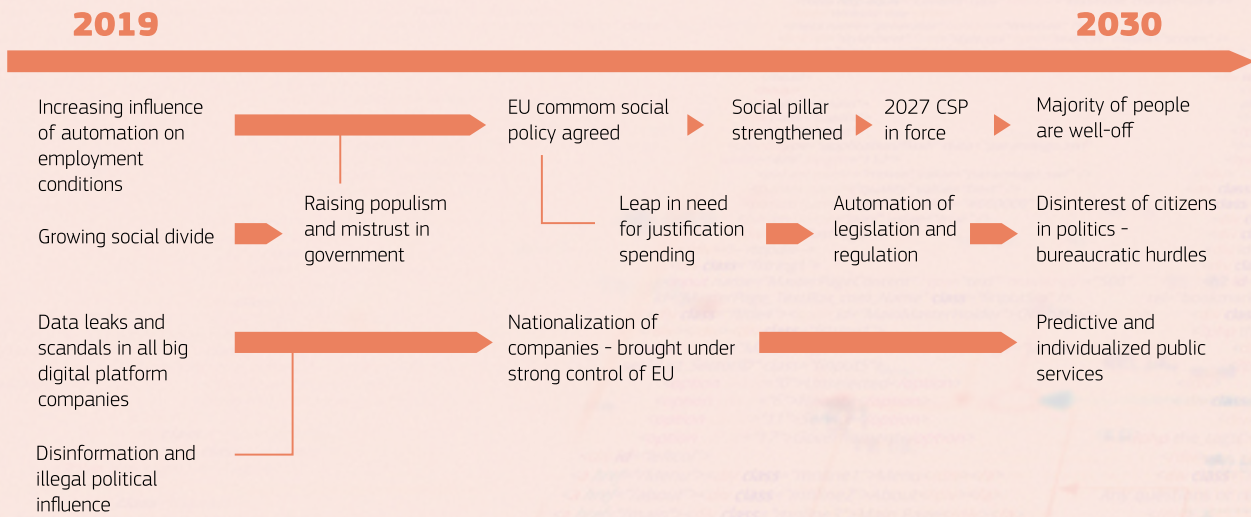 2019
2030
Increasing influence
of automation on
employment
conditions
EU commom social
policy agreed
Social pillar
strengthened
2027 CSP
in force
Majority of people
are well-off
Growing social divide
Raising populism
and mistrust in
government
Leap in need
for justification
spending
Automation of
legislation and
regulation
Disinterest of citizens
in politics -
bureaucratic hurdles
Data leaks and
scandals in all big
digital platform
companies
Nationalization of
companies - brought under
strong control of EU
Predictive and
individualized public
services
Disinformation and
illegal political
influence